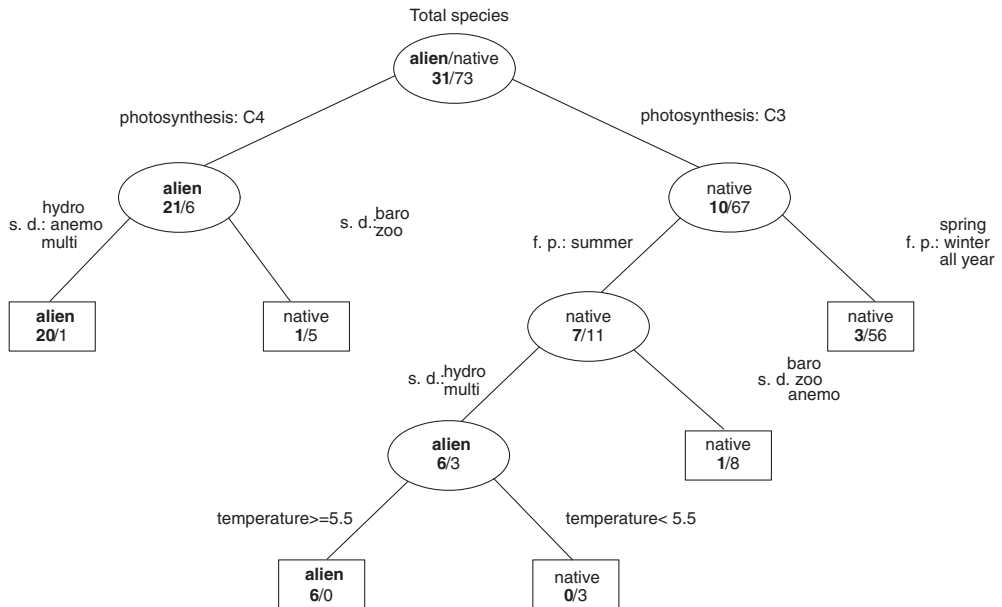 Total species
alien/native
31/73
photosynthesis: C4
photosynthesis: C3
alien
21/6
native
10/67
hydro
s. d.: anemo
multi
s. d.: baro
zoo
f. p.: summer
spring
f. p.: winter
all year
alien
20/1
native
1/5
native
7/11
native
3/56
s. d.: hydro
multi
baro
s. d. zoo
anemo
alien
6/3
native
1/8
temperature>=5.5
temperature< 5.5
alien
6/0
native
0/3